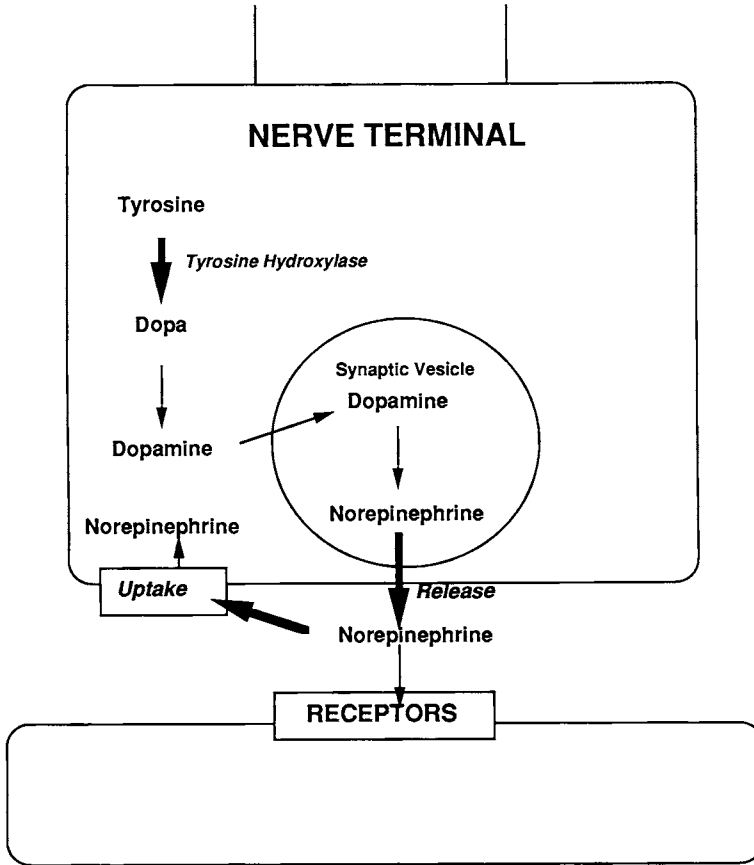 NERVE TERMINAL
Tyrosine
Tyrosine Hydroxylase
Dopa
Synaptic Vesicle
Dopamine
Dopamine
Norepinephrine
Norepinephrine
Uptake
Release
Norepinephrine
RECEPTORS